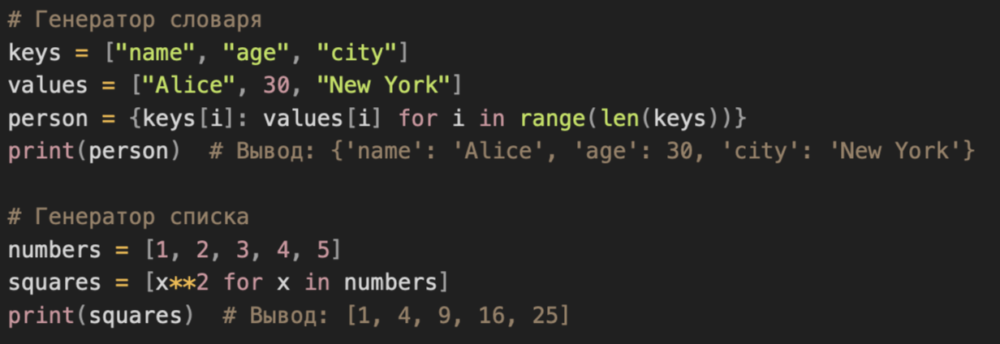 # Генератор словаря
keys = ["name", "age", "city"]
values = ["Alice", 30, "New York"]
person = {keys[i]: values[i] for i in range(len(keys))}
print(person)  # Вывод: {'name': 'Alice', 'age': 30, 'city': 'New York'}

# Генератор списка
numbers = [1, 2, 3, 4, 5]
squares = [x**2 for x in numbers]
print(squares)  # Вывод: [1, 4, 9, 16, 25]